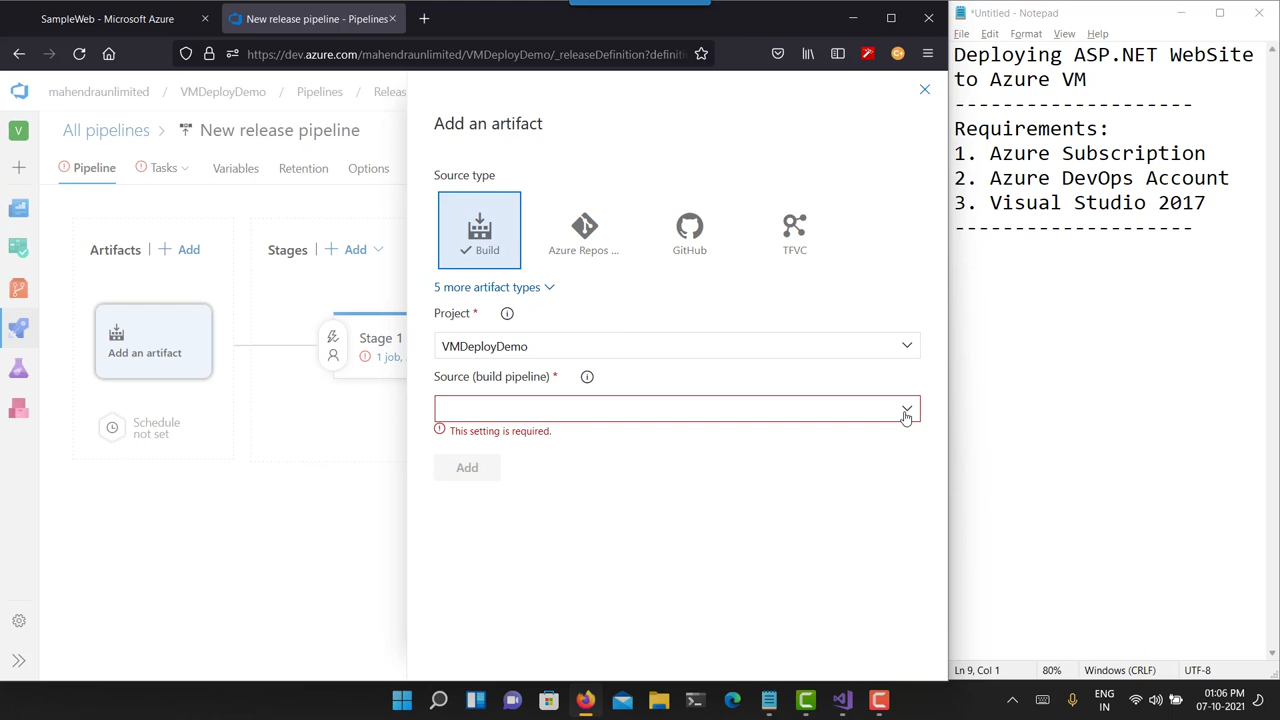 SampleWeb - Microsoft Azure
New release pipeline - Pipelines
https://dev.azure.com/mahendraunlimited/VMDeployDemo/_releaseDefinition?definit
mahendraunlimited / VMDeployDemo / Pipelines / Releas
V
All pipelines > New release pipeline
Pipeline
Tasks
Variables
Retention
Options
Artifacts | + Add
Stages | + Add
Add an artifact
Stage 1
1 job,
Schedule
not set
Add an artifact
Source type
Build
Azure Repos ...
GitHub
TFVC
5 more artifact types
Project *
VMDeployDemo
Source (build pipeline) *
This setting is required.
Add
*Untitled - Notepad
File Edit Format View Help
Deploying ASP.NET WebSite
to Azure VM
--------------------
Requirements:
1. Azure Subscription
2. Azure DevOps Account
3. Visual Studio 2017
--------------------
Ln 9, Col 1
80%
Windows (CRLF)
UTF-8
ENG
IN
01:06 PM
07-10-2021